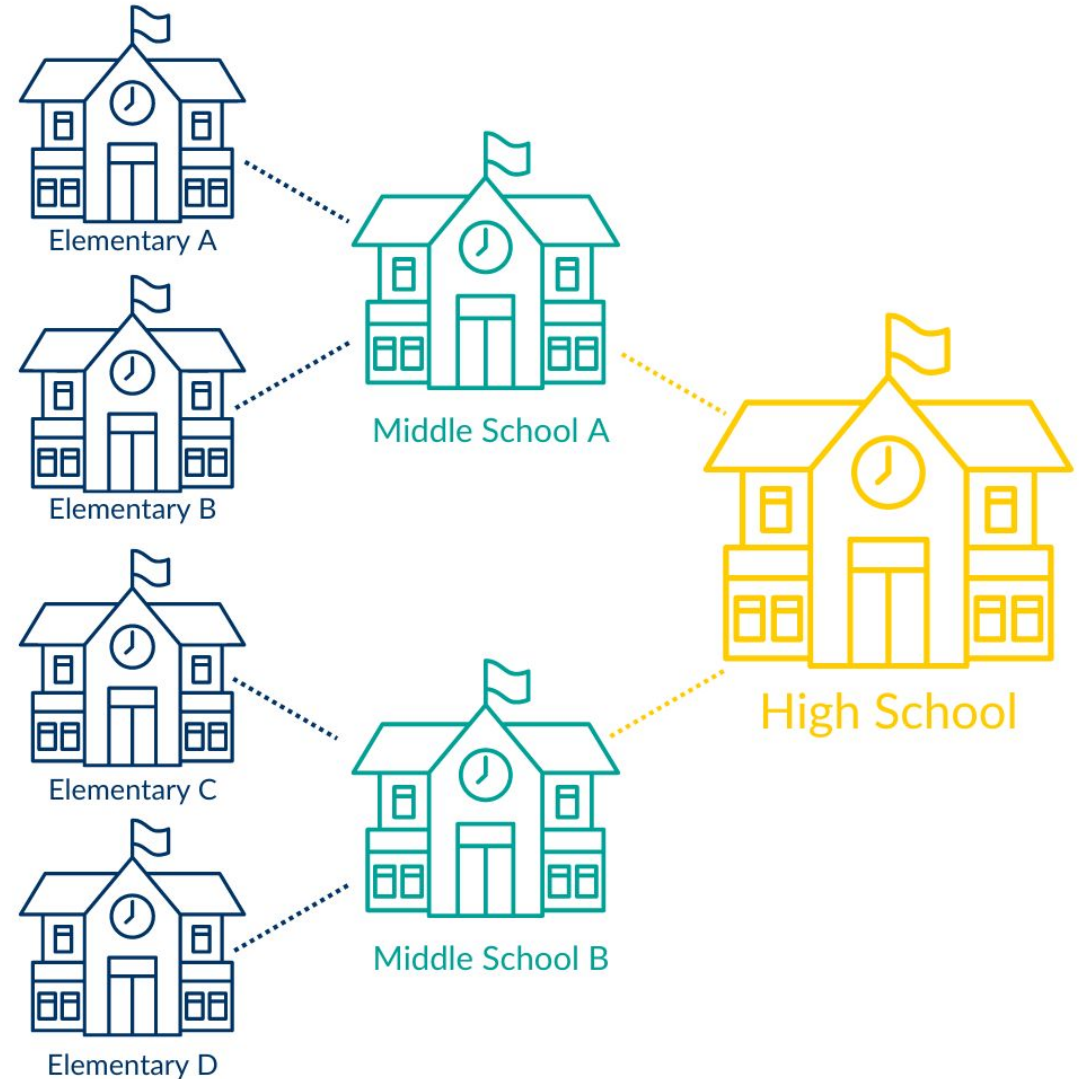 Elementary A
Middle School A
Elementary B
High School
Elementary C
Middle School B
Elementary D